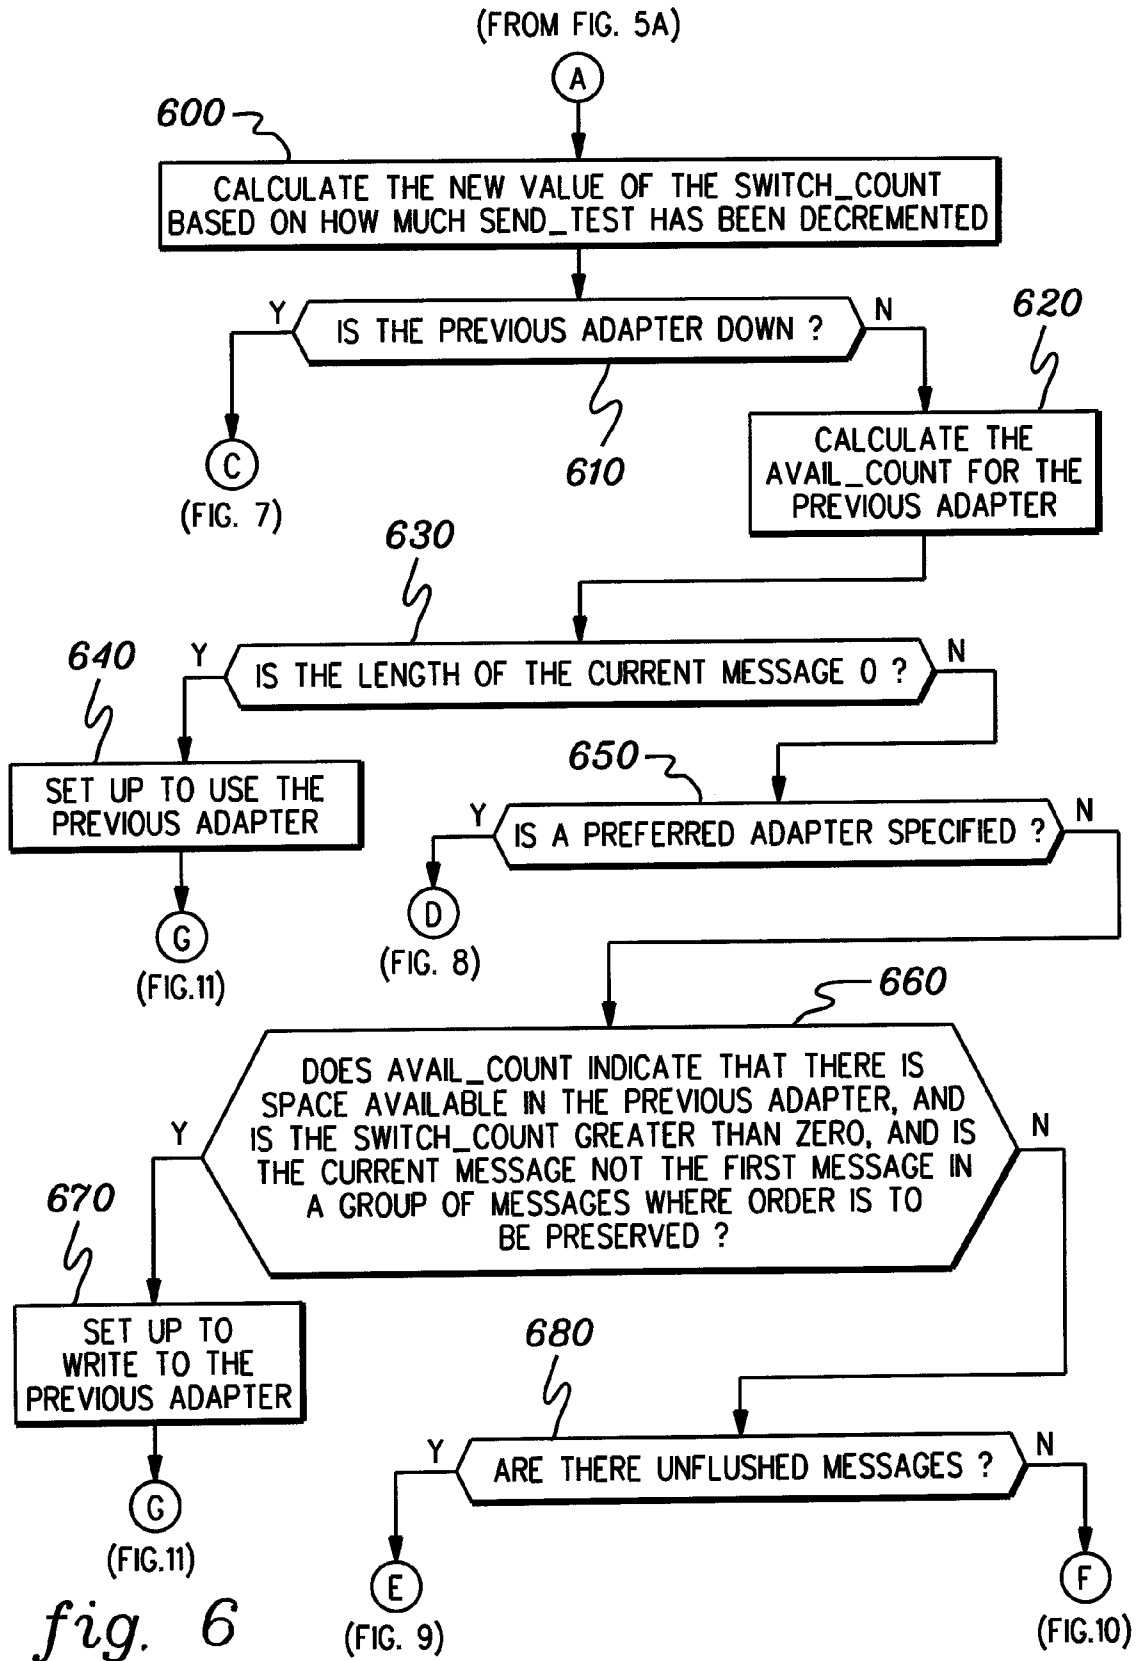 (FROM FIG. 5A)
A
600
CALCULATE THE NEW VALUE OF THE SWITCH_COUNT
BASED ON HOW MUCH SEND_TEST HAS BEEN DECREMENTED
Y
IS THE PREVIOUS ADAPTER DOWN ?
N
620
610
C
(FIG. 7)
CALCULATE THE
AVAIL_COUNT FOR THE
PREVIOUS ADAPTER
630
640
Y
IS THE LENGTH OF THE CURRENT MESSAGE 0 ?
N
SET UP TO USE THE
PREVIOUS ADAPTER
650
Y
IS A PREFERRED ADAPTER SPECIFIED ?
N
G
(FIG.11)
D
(FIG. 8)
660
Y
DOES AVAIL_COUNT INDICATE THAT THERE IS
SPACE AVAILABLE IN THE PREVIOUS ADAPTER, AND
IS THE SWITCH_COUNT GREATER THAN ZERO, AND IS
THE CURRENT MESSAGE NOT THE FIRST MESSAGE IN
A GROUP OF MESSAGES WHERE ORDER IS TO
BE PRESERVED ?
N
670
SET UP TO
WRITE TO THE
PREVIOUS ADAPTER
680
Y
ARE THERE UNFLUSHED MESSAGES ?
N
G
(FIG.11)
E
(FIG. 9)
F
(FIG.10)
fig. 6